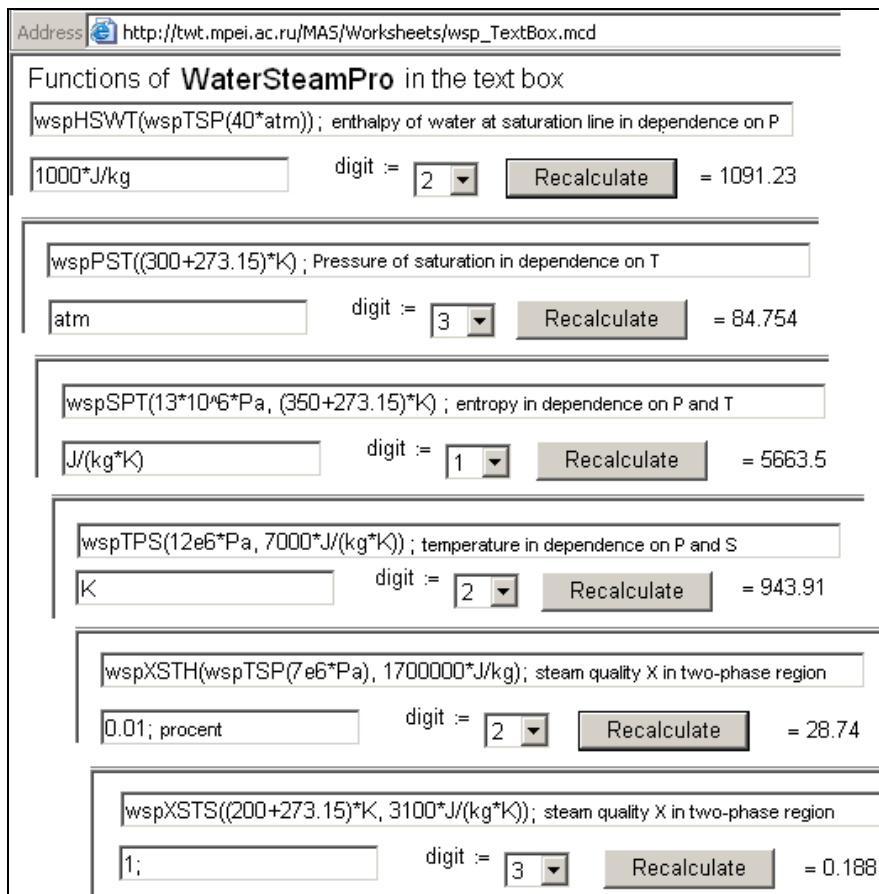 Address http://twt.mpei.ac.ru/MAS/Worksheets/wsp_TextBox.mcd
Functions of WaterSteamPro in the text box
wspHSWT(wspTSP(40*atm)); enthalpy of water at saturation line in dependence on P
1000*J/kg digit := 2 Recalculate = 1091.23
wspPST((300+273.15)*K) ; Pressure of saturation in dependence on T
atm digit := 3 Recalculate = 84.754
wspSPT(13*10^6*Pa, (350+273.15)*K) ; entropy in dependence on P and T
J/(kg*K) digit := 1 Recalculate = 5663.5
wspTPS(12e6*Pa, 7000*J/(kg*K)) ; temperature in dependence on P and S
K digit := 2 Recalculate = 943.91
wspXSTH(wspTSP(7e6*Pa), 1700000*J/kg); steam quality X in two-phase region
0.01; procent digit := 2 Recalculate = 28.74
wspXSTS((200+273.15)*K, 3100*J/(kg*K)); steam quality X in two-phase region
1; digit := 3 Recalculate = 0.188